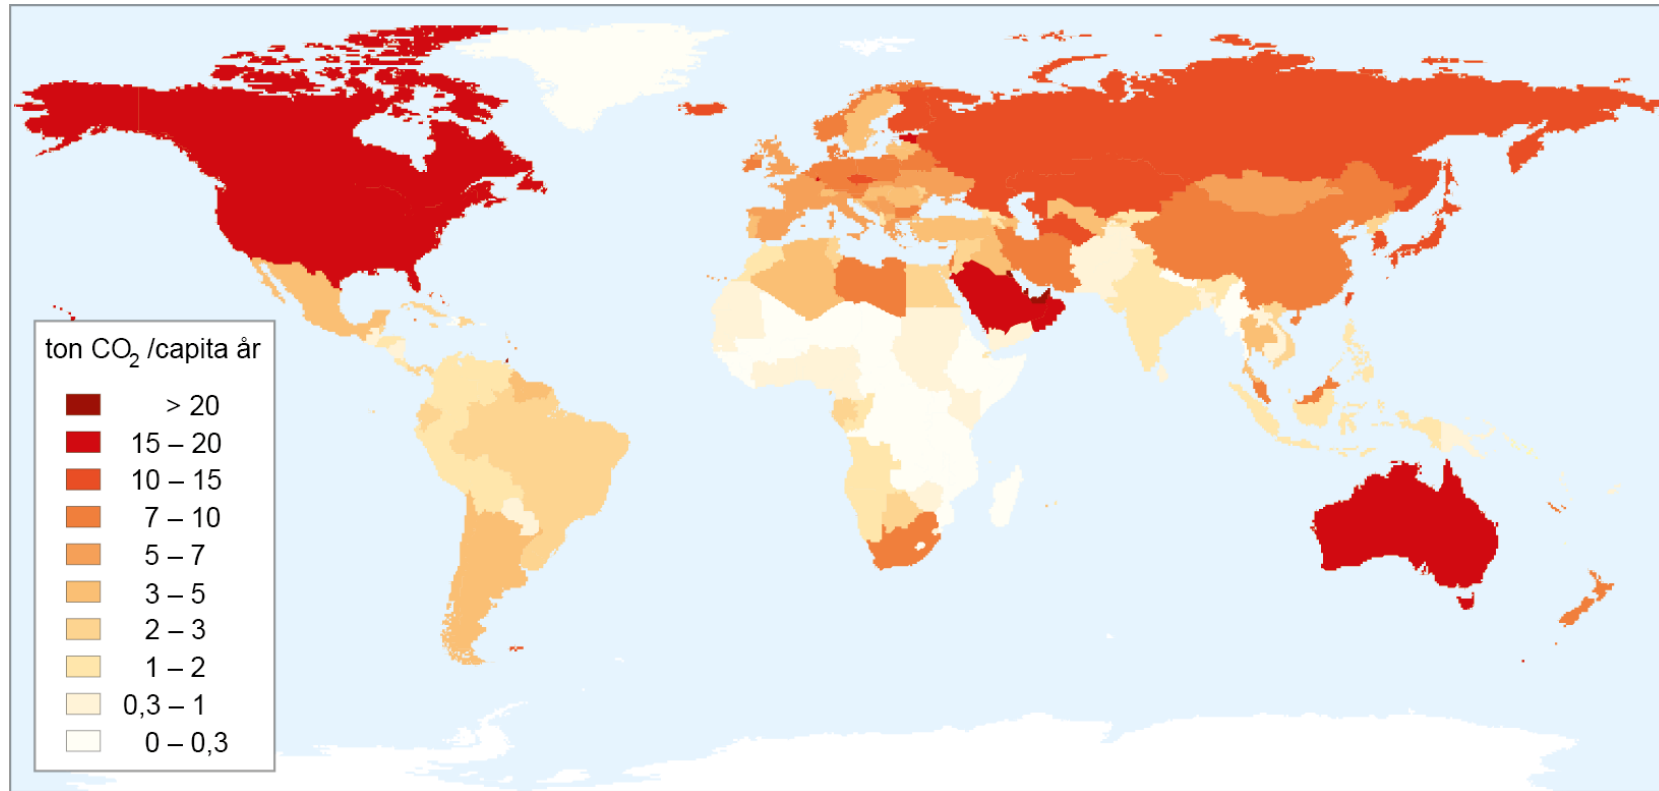 ton CO₂ /capita år
> 20
15 – 20
10 – 15
7 – 10
5 – 7
3 – 5
2 – 3
1 – 2
0,3 – 1
0 – 0,3